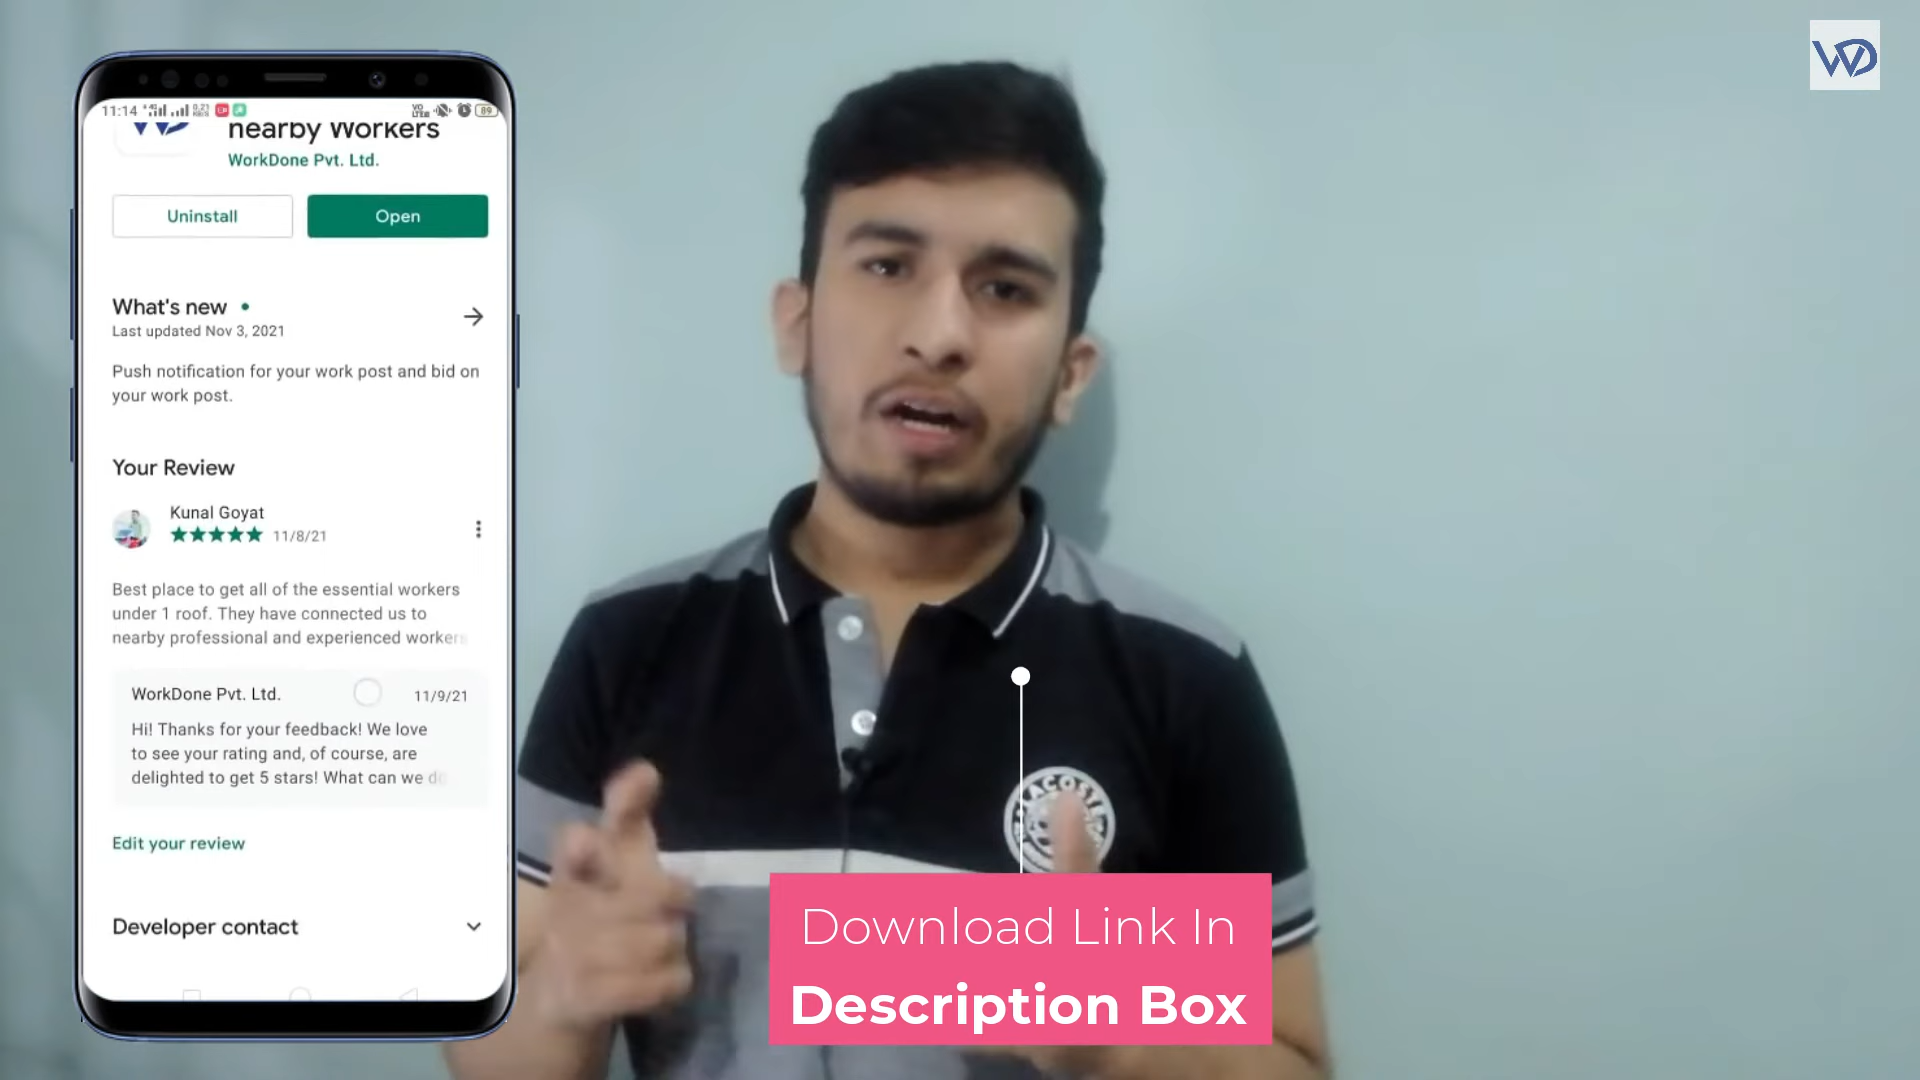 11:14
89
nearby Workers
WorkDone Pvt. Ltd.
Uninstall
Open
What's new
Last updated Nov 3, 2021
Push notification for your work post and bid on
your work post.
Your Review
Kunal Goyat
11/8/21
Best place to get all of the essential workers
under 1 roof. They have connected us to
nearby professional and experienced workers
WorkDone Pvt. Ltd.
11/9/21
Hi! Thanks for your feedback! We love
to see your rating and, of course, are
delighted to get 5 stars! What can we do
Edit your review
Developer contact
WD
LACOSTE
Download Link In
Description Box